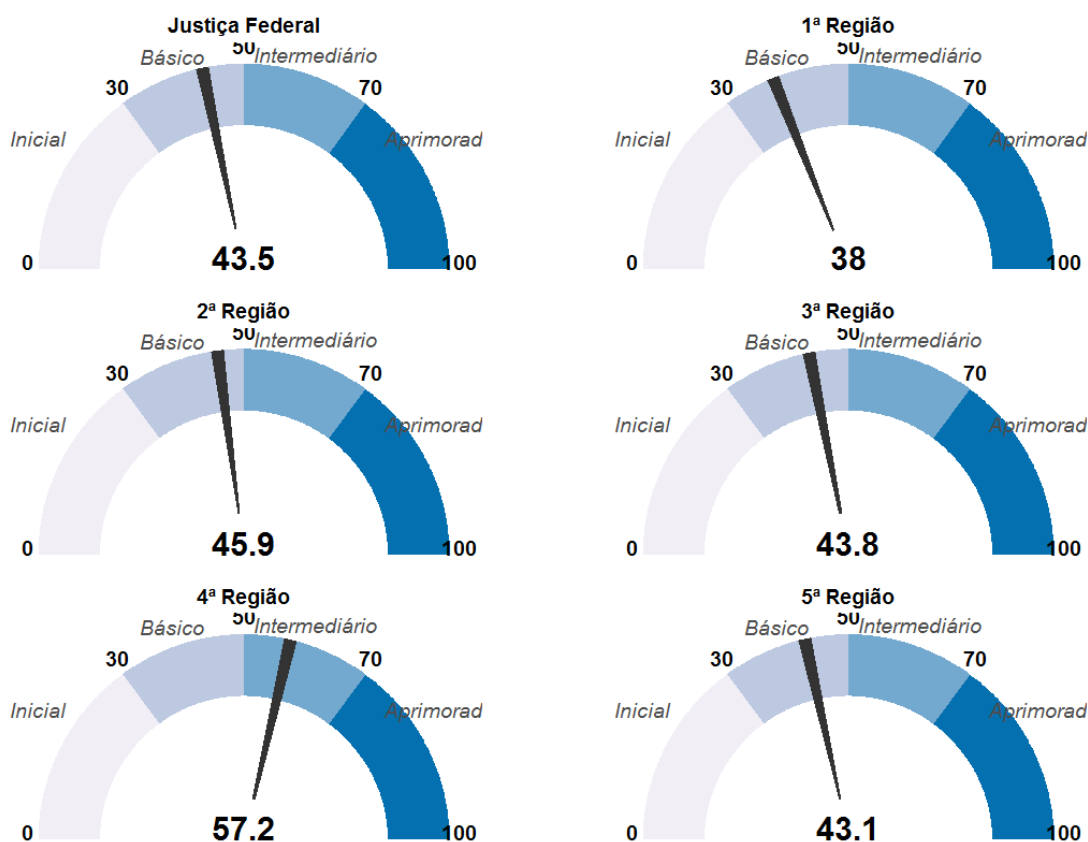 Justiça Federal
Básico
50
Intermediário
30
70
Inicial
Aprimorad
43.5
0
100
1ª Região
Básico
50
Intermediário
30
70
Inicial
Aprimorad
38
0
100
2ª Região
Básico
50
Intermediário
30
70
Inicial
Aprimorad
45.9
0
100
3ª Região
Básico
50
Intermediário
30
70
Inicial
Aprimorad
43.8
0
100
4ª Região
Básico
50
Intermediário
30
70
Inicial
Aprimorad
57.2
0
100
5ª Região
Básico
50
Intermediário
30
70
Inicial
Aprimorad
43.1
0
100